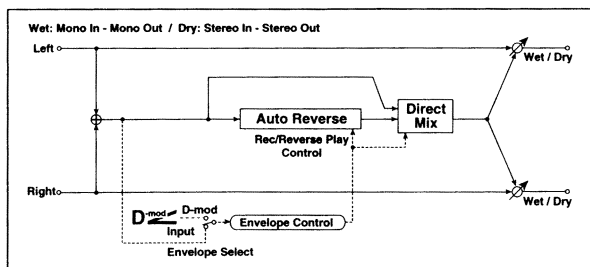 Wet: Mono In - Mono Out / Dry: Stereo In - Stereo Out
Left
Wet / Dry
Auto Reverse
Direct
Mix
Rec/Reverse Play
Control
Right
Wet / Dry
D-mod
D-mod
Input
Envelope Control
Envelope Select